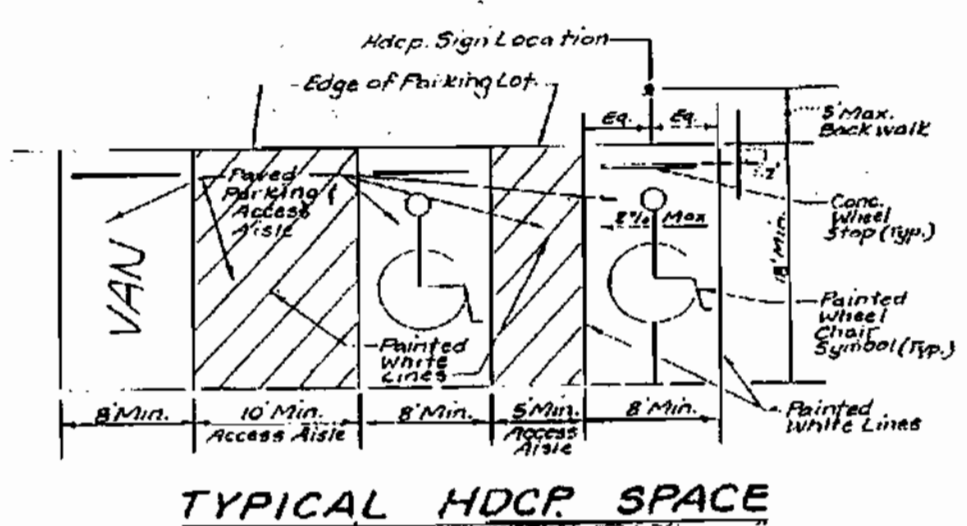 Hdcp. Sign Location
Edge of Parking Lot.
Eq. Eq.
5' Max.
Back walk
2'
Paved
Parking &
Access
Aisle
2% Max
Conc.
Wheel
Stop (Typ.)
18' Min.
VAN
Painted
Wheel
Chair
Symbol (Typ.)
Painted
White
Lines
Painted
White Lines
8' Min. 10' Min. 8' Min. 5' Min. 8' Min.
Access Aisle
Access
Aisle
TYPICAL HDCP. SPACE